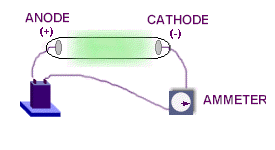 ANODE
(+)
CATHODE
(-)
AMMETER